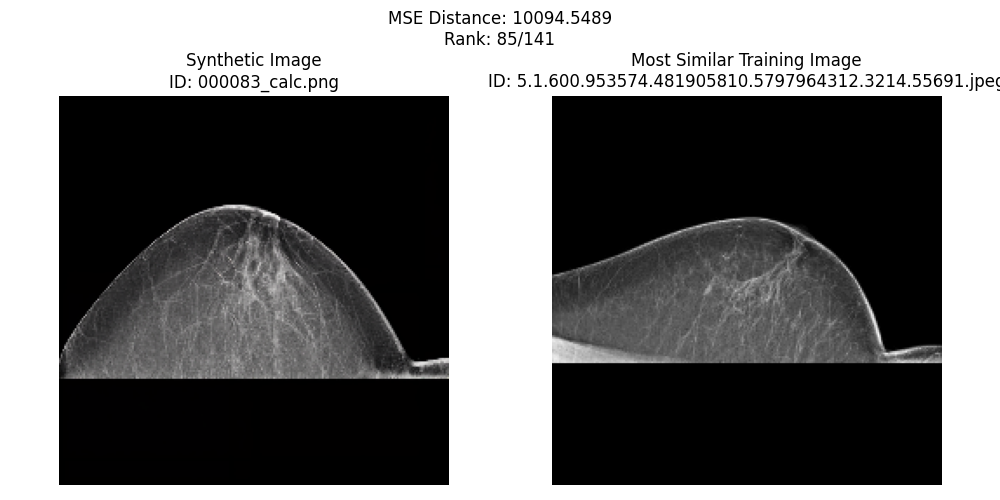 MSE Distance: 10094.5489
Rank: 85/141
Synthetic Image
ID: 000083_calc.png
Most Similar Training Image
ID: 5.1.600.953574.481905810.5797964312.3214.55691.jpeg